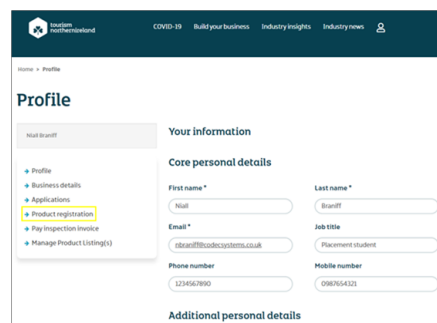 tourism
northernireland
COVID-19 Build your business Industry insights Industry news
Home » Profile
Profile
Niall Braniff
Profile
Business details
Applications
Product registration
Pay inspection invoice
Manage Product Listing(s)
Your information
Core personal details
First name * Last name *
Niall Braniff
Email * Job title
nbraniff@codecsystems.co.uk Placement student
Phone number Mobile number
1234567890 0987654321
Additional personal details